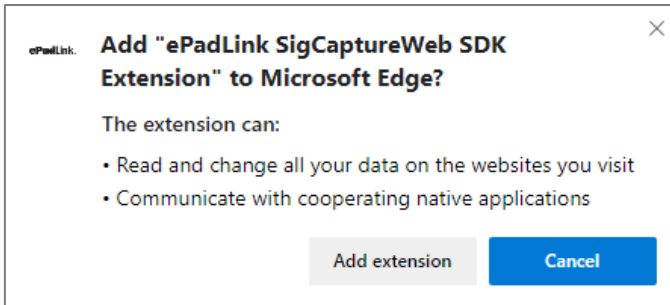 ePadLink.
Add "ePadLink SigCaptureWeb SDK
Extension" to Microsoft Edge?
The extension can:
• Read and change all your data on the websites you visit
• Communicate with cooperating native applications
Add extension
Cancel